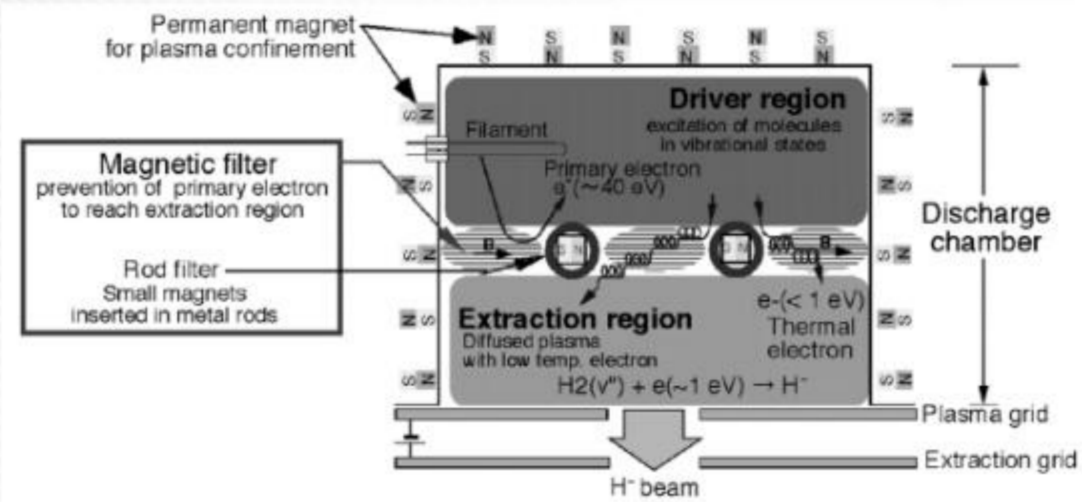 Permanent magnet
for plasma confinement
N S N S N S
S N S N S N
Driver region
excitation of molecules
in vibrational states
S N
S N
Filament
Magnetic filter
prevention of primary electron
to reach extraction region
Primary electron
e-(~40 eV)
N S
N S
Discharge
chamber
B
S N
B
S N
S N
S N
Rod filter
Small magnets
inserted in metal rods
e-(< 1 eV)
Thermal
electron
Extraction region
Diffused plasma
with low temp. electron
N S
N S
H2(v") + e(~1 eV) → H⁻
S N
S N
Plasma grid
Extraction grid
H⁻ beam